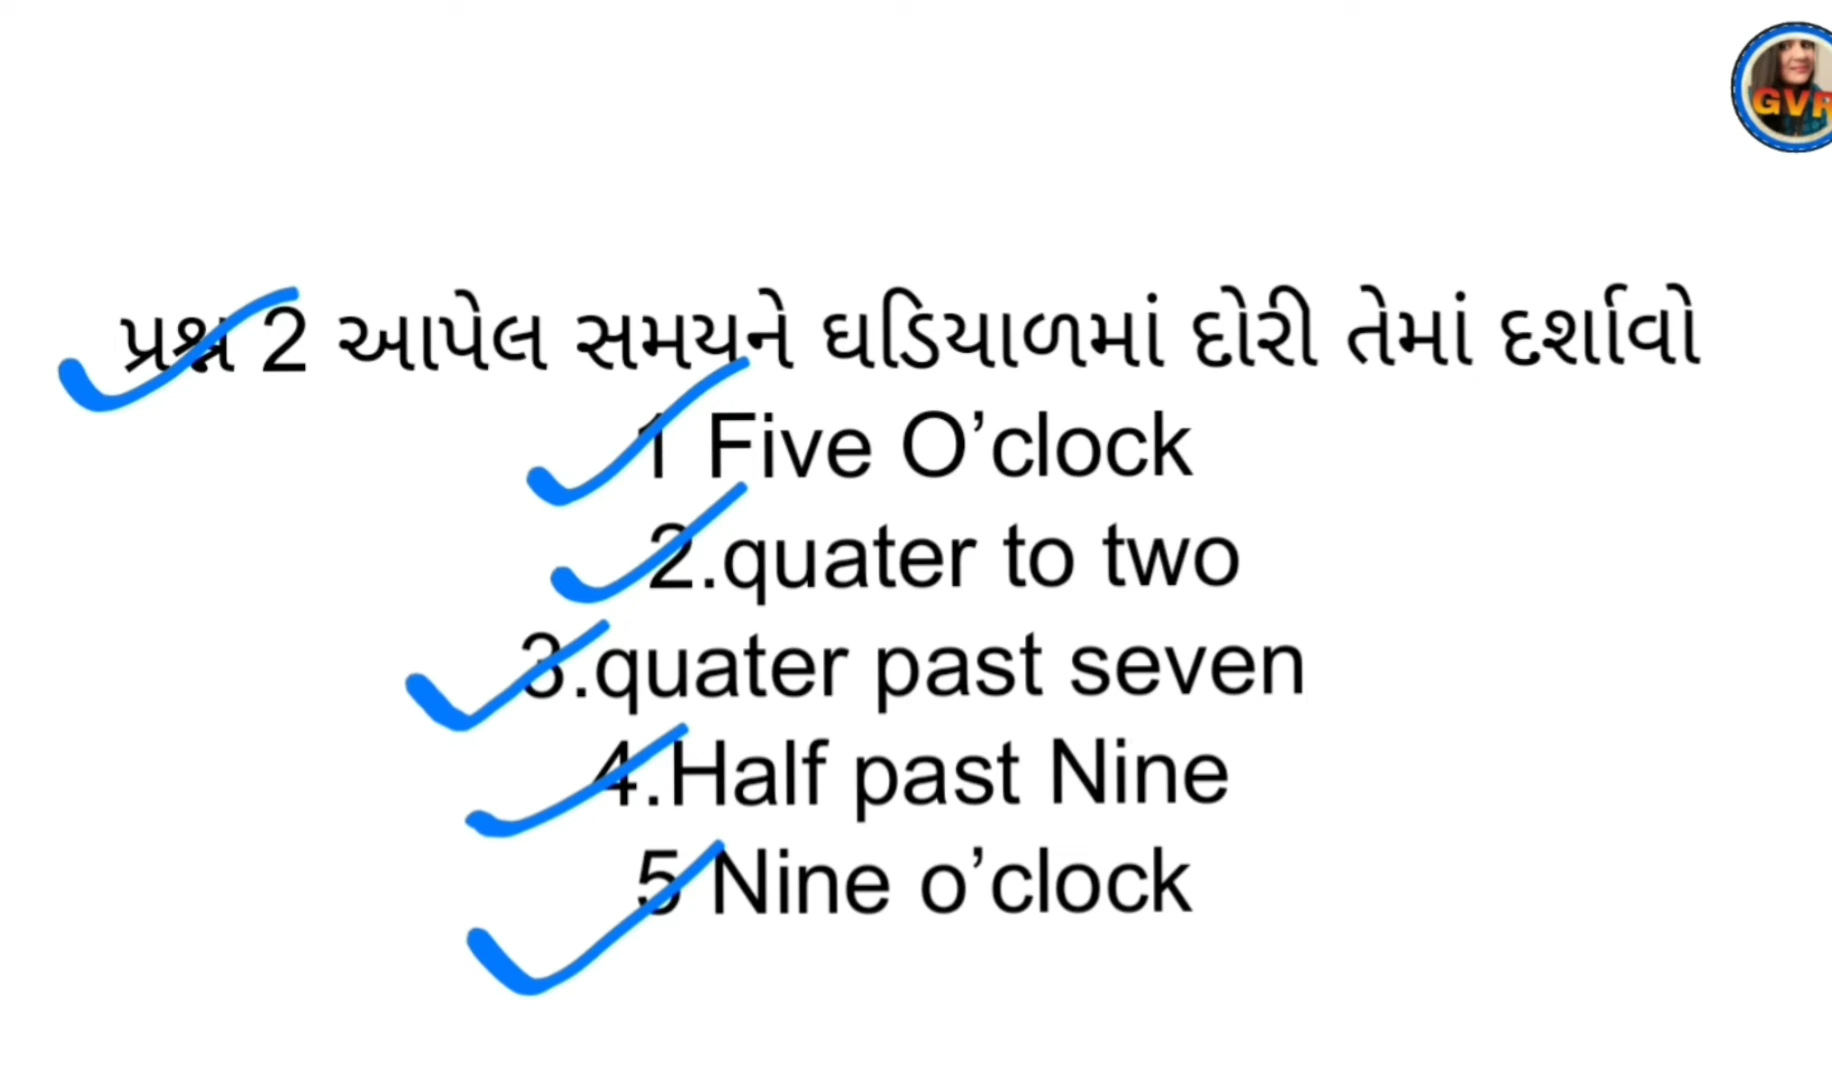 GVR
પ્રશ્ન 2 આપેલ સમયને ઘડિયાળમાં દોરી તેમાં દર્શાવો
1 Five O’clock
2.quater to two
3.quater past seven
4.Half past Nine
5 Nine o’clock